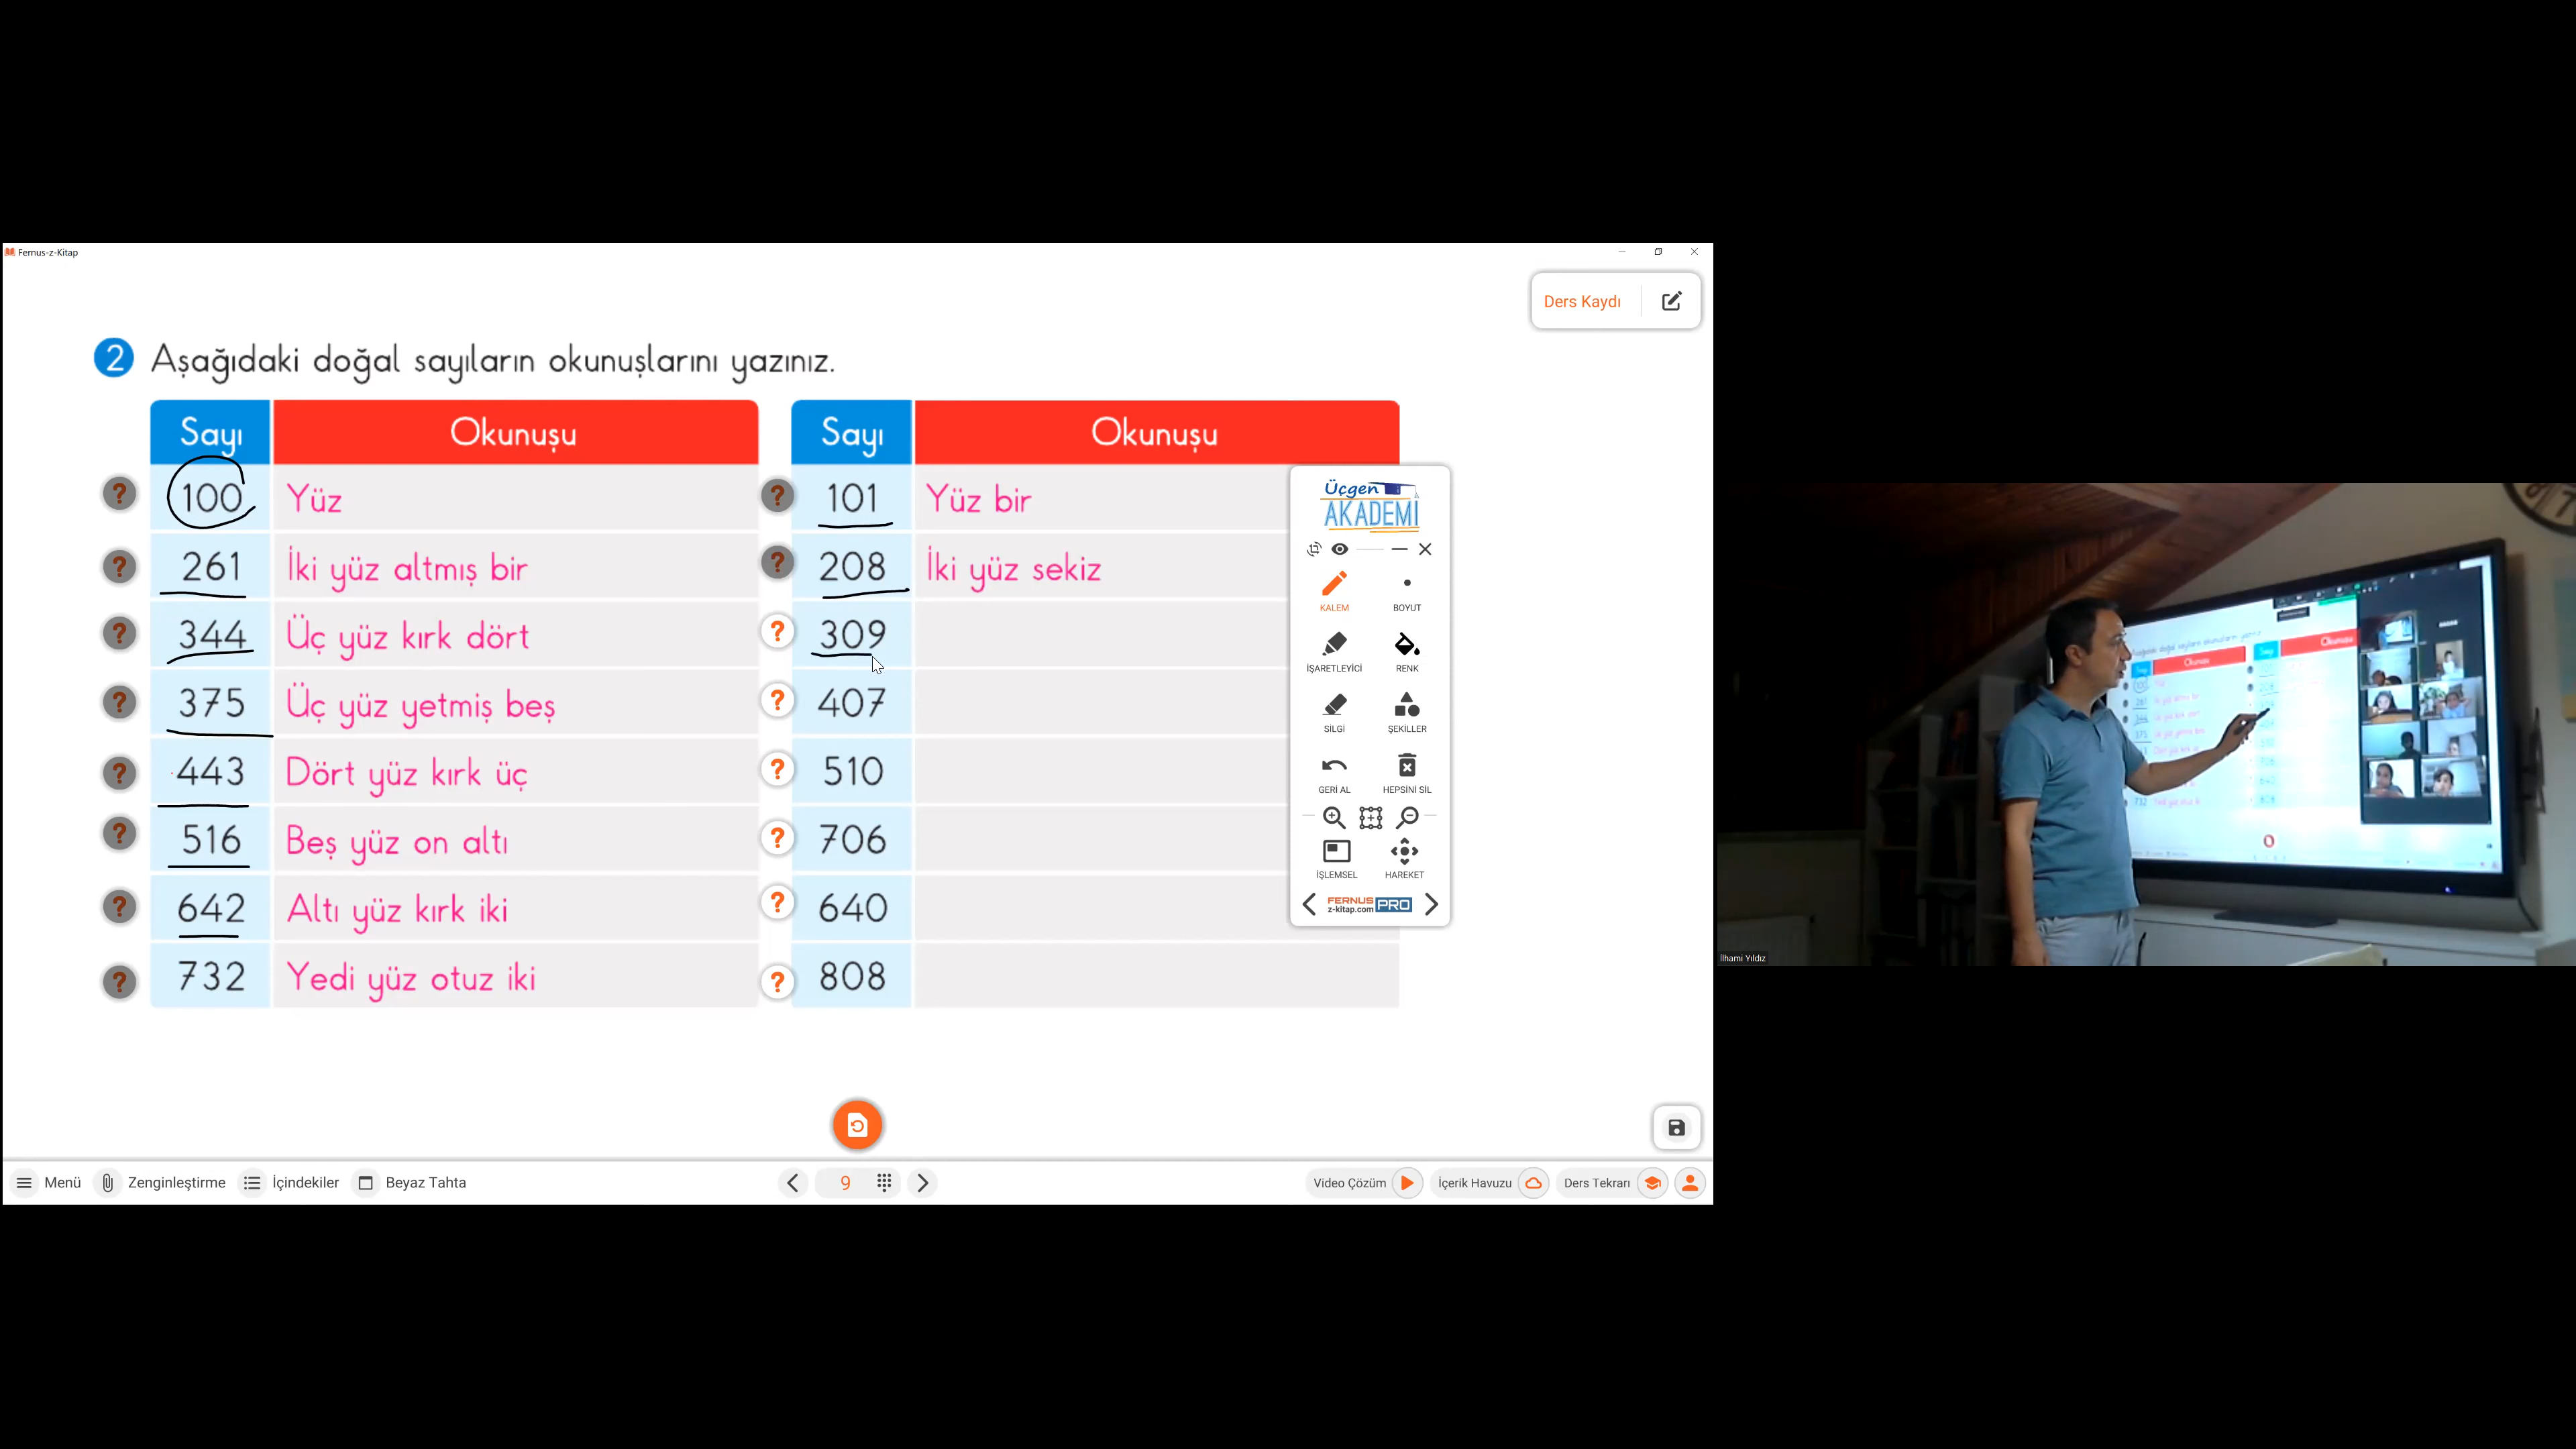 Fernus-z-Kitap
Ders Kaydı
2 Aşağıdaki doğal sayıların okunuşlarını yazınız.
Sayı Okunuşu Sayı Okunuşu
? 100 Yüz ? 101 Yüz bir
? 261 İki yüz altmış bir ? 208 İki yüz sekiz
? 344 Üç yüz kırk dört ? 309
? 375 Üç yüz yetmiş beş ? 407
? 443 Dört yüz kırk üç ? 510
? 516 Beş yüz on altı ? 706
? 642 Altı yüz kırk iki ? 640
? 732 Yedi yüz otuz iki ? 808
Üçgen
AKADEMİ
KALEM BOYUT
İŞARETLEYİCİ RENK
SİLGİ ŞEKİLLER
GERİ AL HEPSİNİ SİL
İŞLEMSEL HAREKET
FERNUS
z-kitap.com PRO
İlhami Yıldız
Menü Zenginleştirme İçindekiler Beyaz Tahta 9 Video Çözüm İçerik Havuzu Ders Tekrarı